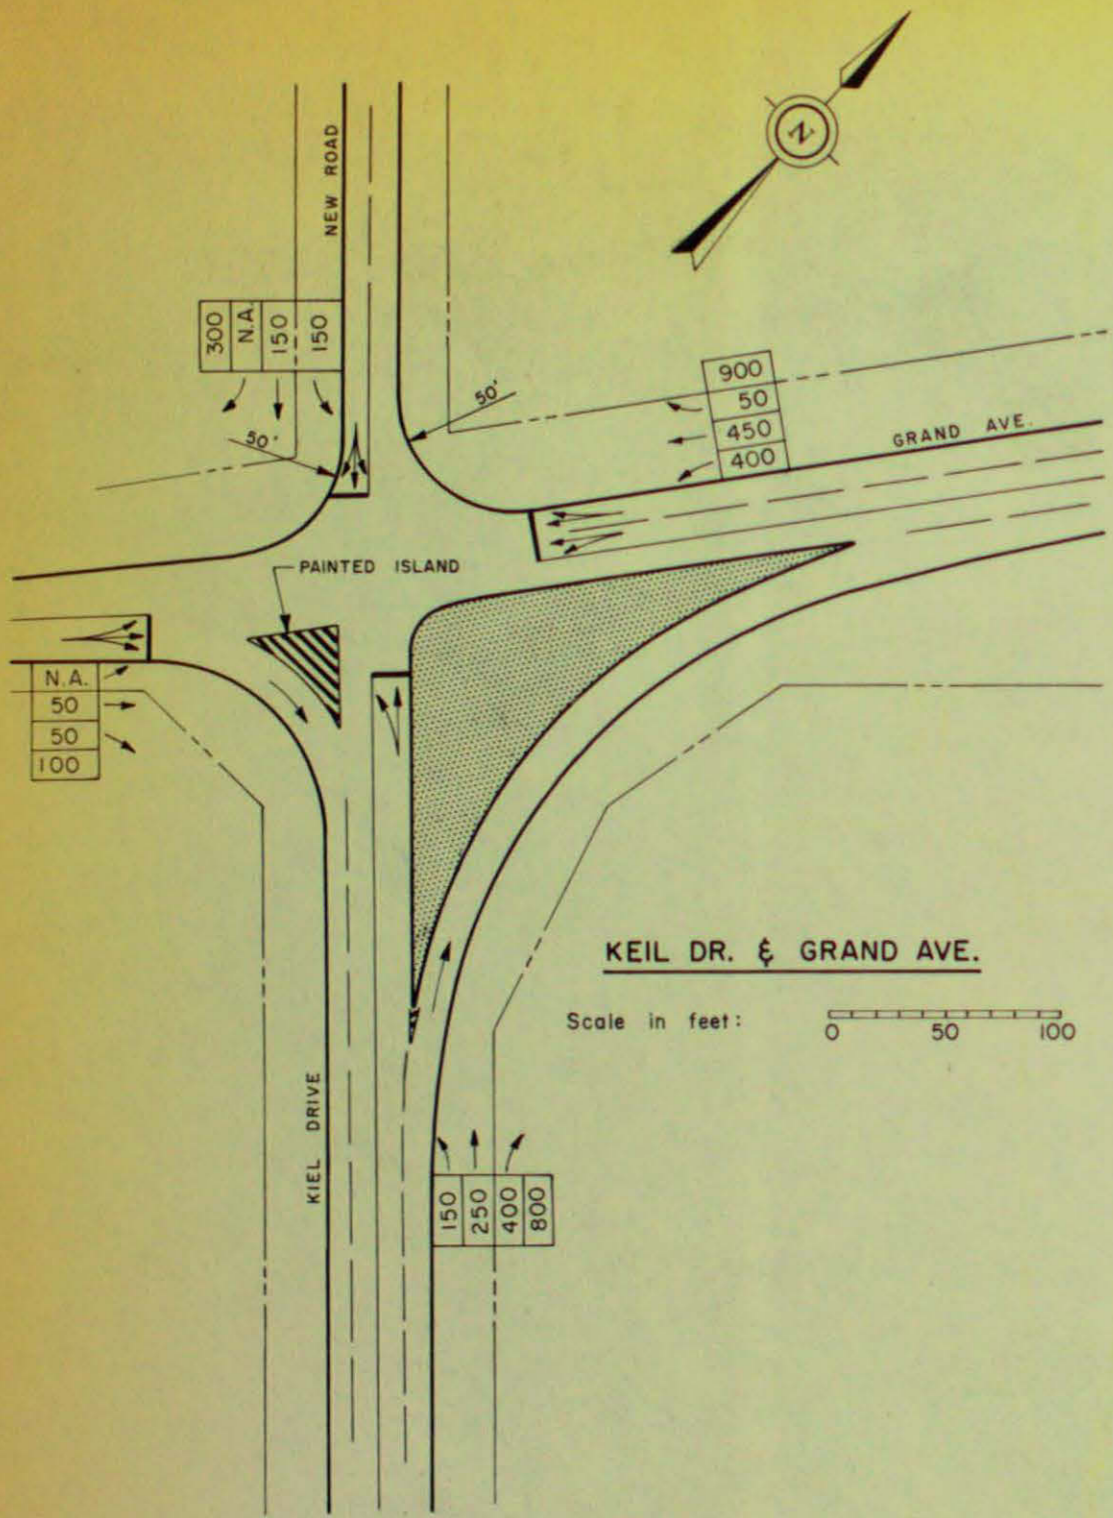 N
NEW ROAD
300
N.A.
150
150
50'
50'
900
50
450
400
GRAND AVE.
PAINTED ISLAND
N.A.
50
50
100
KEIL DR. & GRAND AVE.
Scale in feet:
0 50 100
KIEL DRIVE
150
250
400
800